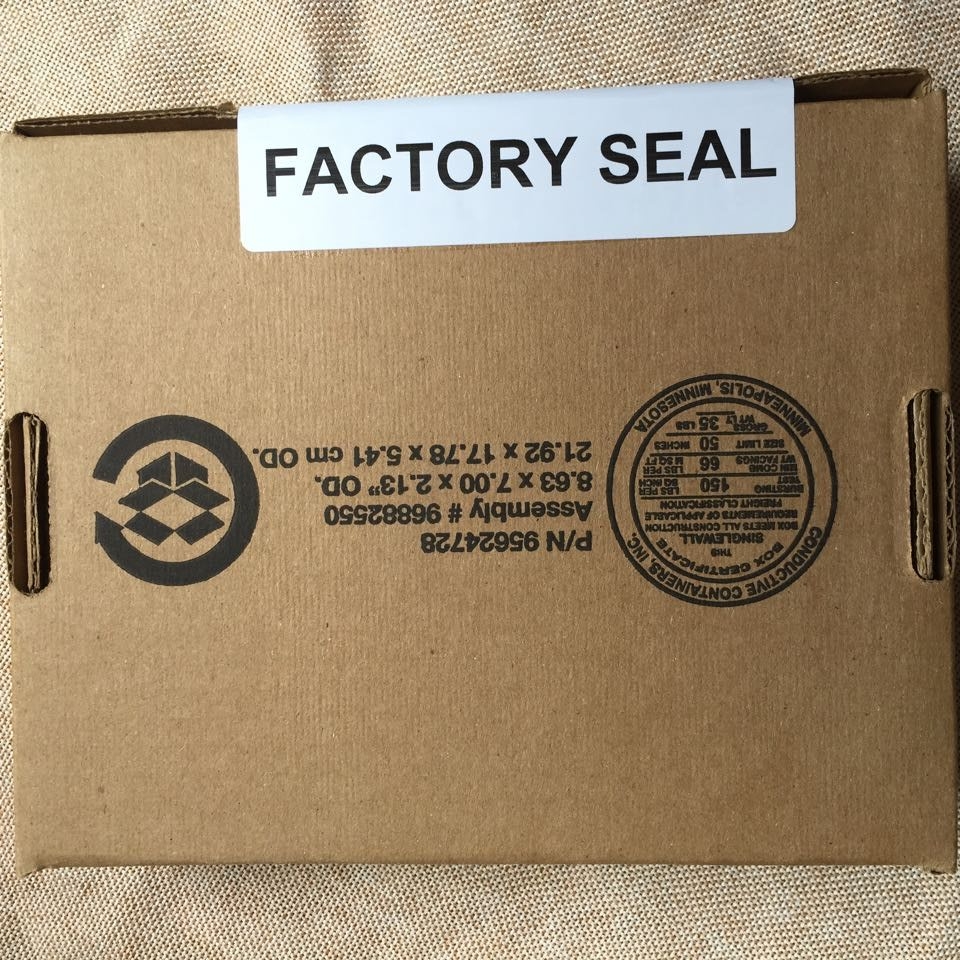 FACTORY SEAL
P/N 95624728
Assembly # 96882550
8.63 x 7.00 x 2.13" OD.
21.92 x 17.78 x 5.41 cm OD.
CONDUCTIVE CONTAINERS, INC.
BOX CERTIFICATE
THIS
SINGLEWALL
BOX MEETS ALL CONSTRUCTION
REQUIREMENTS OF APPLICABLE
FREIGHT CLASSIFICATION
BURSTING TEST 150 LBS PER SQ INCH
MIN COMB WT FACINGS 66 LBS PER M SQ FT
SIZE LIMIT 50 INCHES
GROSS WT LT 35 LBS
MINNEAPOLIS, MINNESOTA